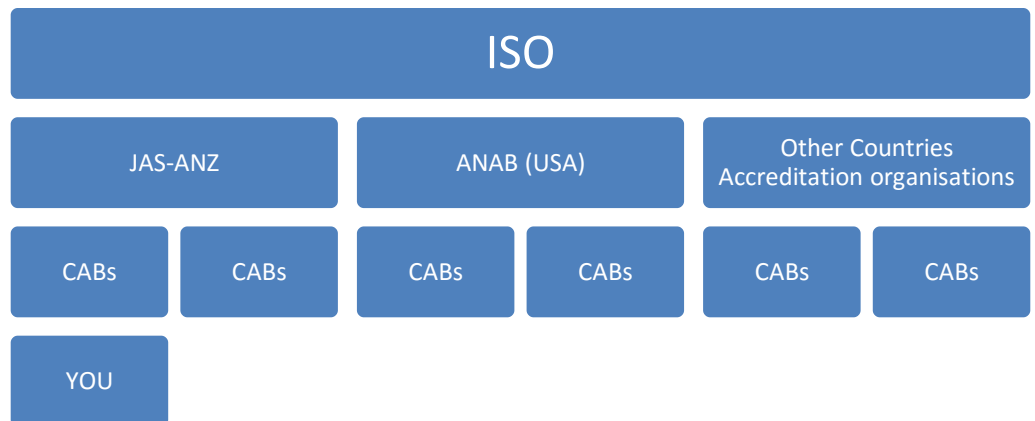 ISO
JAS-ANZ
ANAB (USA)
Other Countries
Accreditation organisations
CABs
CABs
CABs
CABs
CABs
CABs
YOU